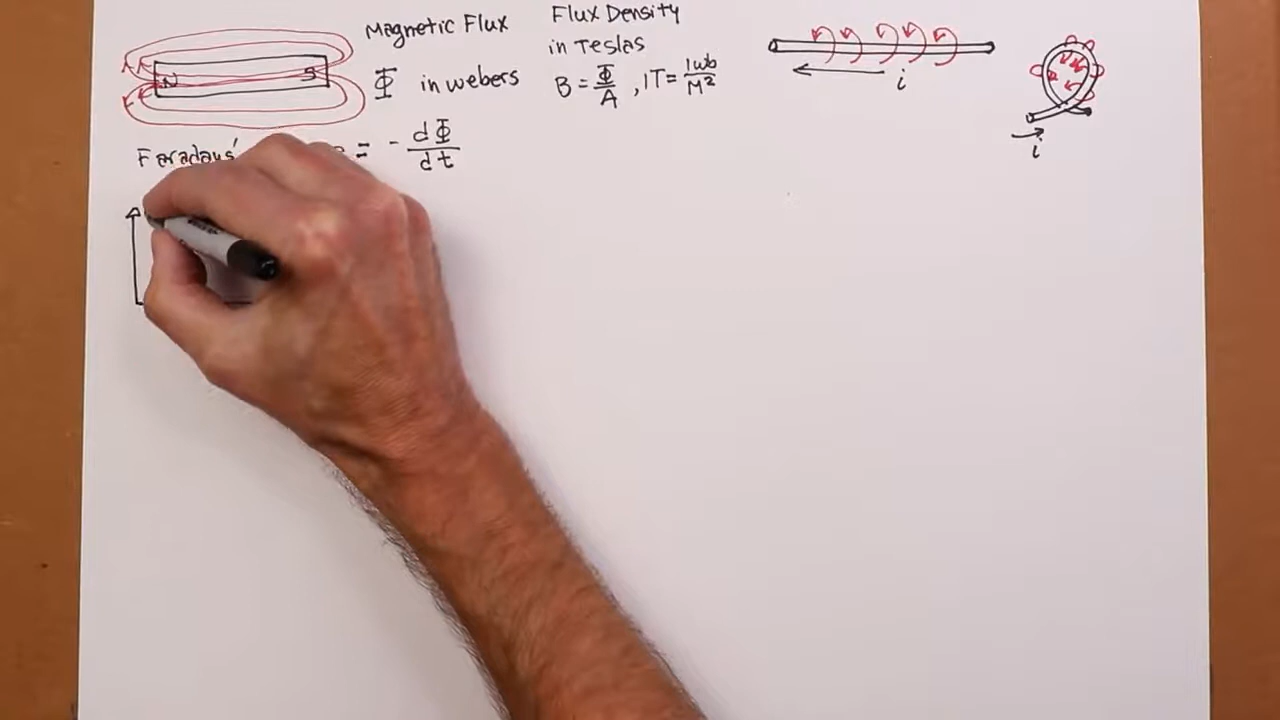 N S
Magnetic Flux
Φ in webers
Flux Density
in Teslas
B = Φ/A , 1T = 1wb/M²
i
i
Faradays' = - dΦ/dt